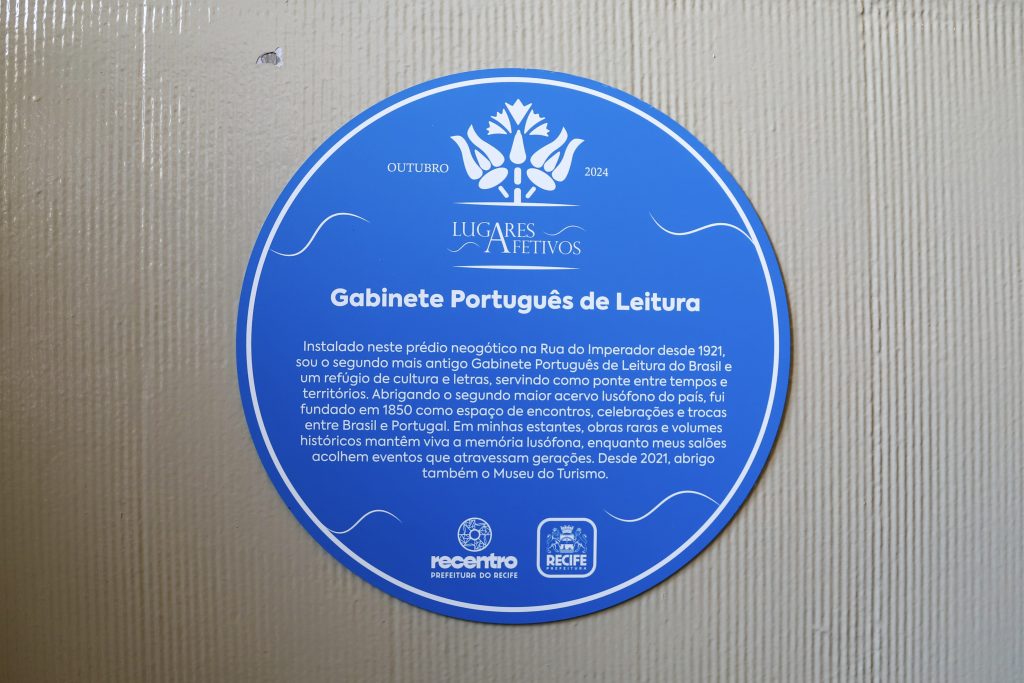 OUTUBRO 2024
LUGARES
AFETIVOS
Gabinete Português de Leitura
Instalado neste prédio neogótico na Rua do Imperador desde 1921,
sou o segundo mais antigo Gabinete Português de Leitura do Brasil e
um refúgio de cultura e letras, servindo como ponte entre tempos e
territórios. Abrigando o segundo maior acervo lusófono do país, fui
fundado em 1850 como espaço de encontros, celebrações e trocas
entre Brasil e Portugal. Em minhas estantes, obras raras e volumes
históricos mantêm viva a memória lusófona, enquanto meus salões
acolhem eventos que atravessam gerações. Desde 2021, abrigo
também o Museu do Turismo.
recentro
PREFEITURA DO RECIFE
RECIFE
PREFEITURA